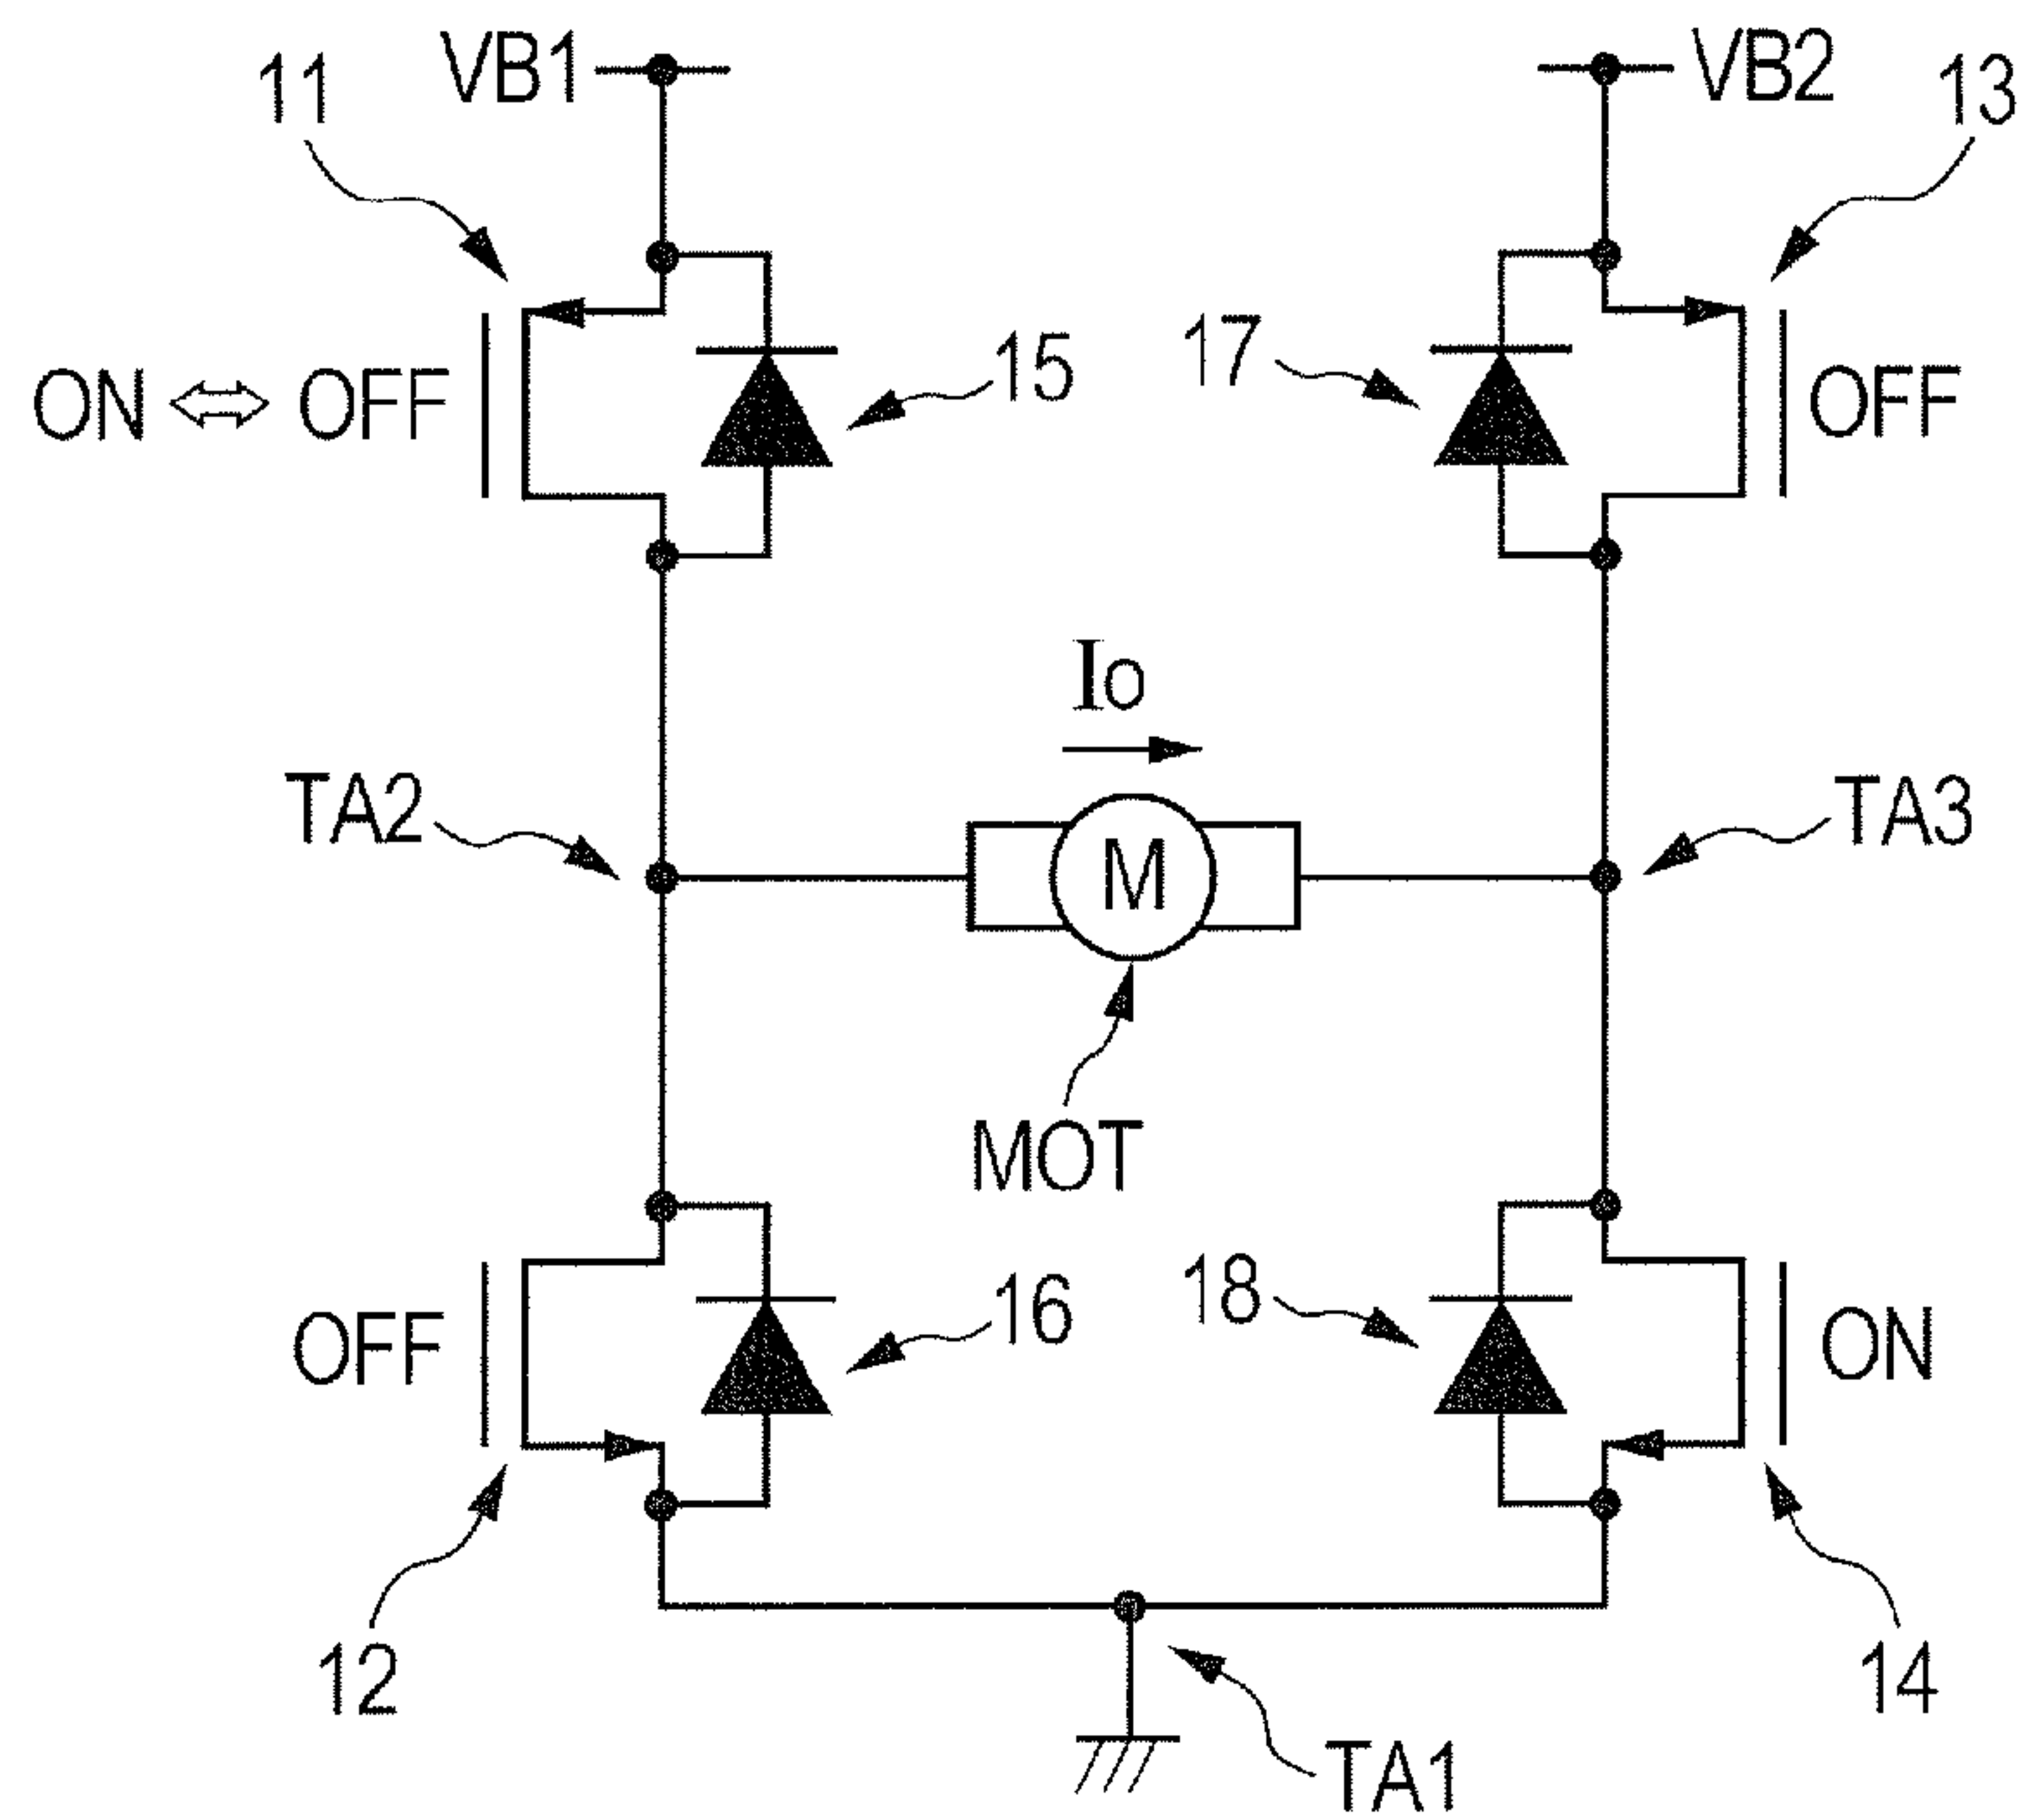 VB1
VB2
11
13
15
17
ON ⇔ OFF
OFF
Io
TA2
TA3
M
MOT
16
18
OFF
ON
12
14
TA1